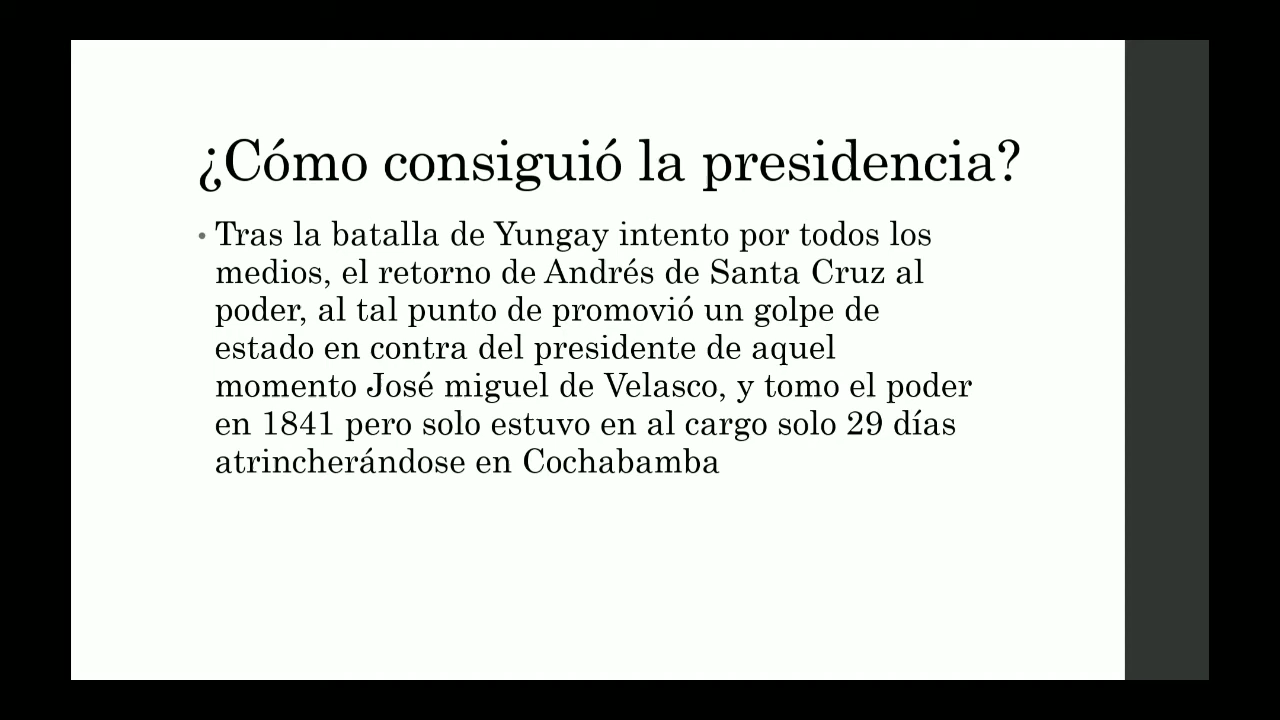 ¿Cómo consiguió la presidencia?
• Tras la batalla de Yungay intento por todos los
medios, el retorno de Andrés de Santa Cruz al
poder, al tal punto de promovió un golpe de
estado en contra del presidente de aquel
momento José miguel de Velasco, y tomo el poder
en 1841 pero solo estuvo en al cargo solo 29 días
atrincherándose en Cochabamba